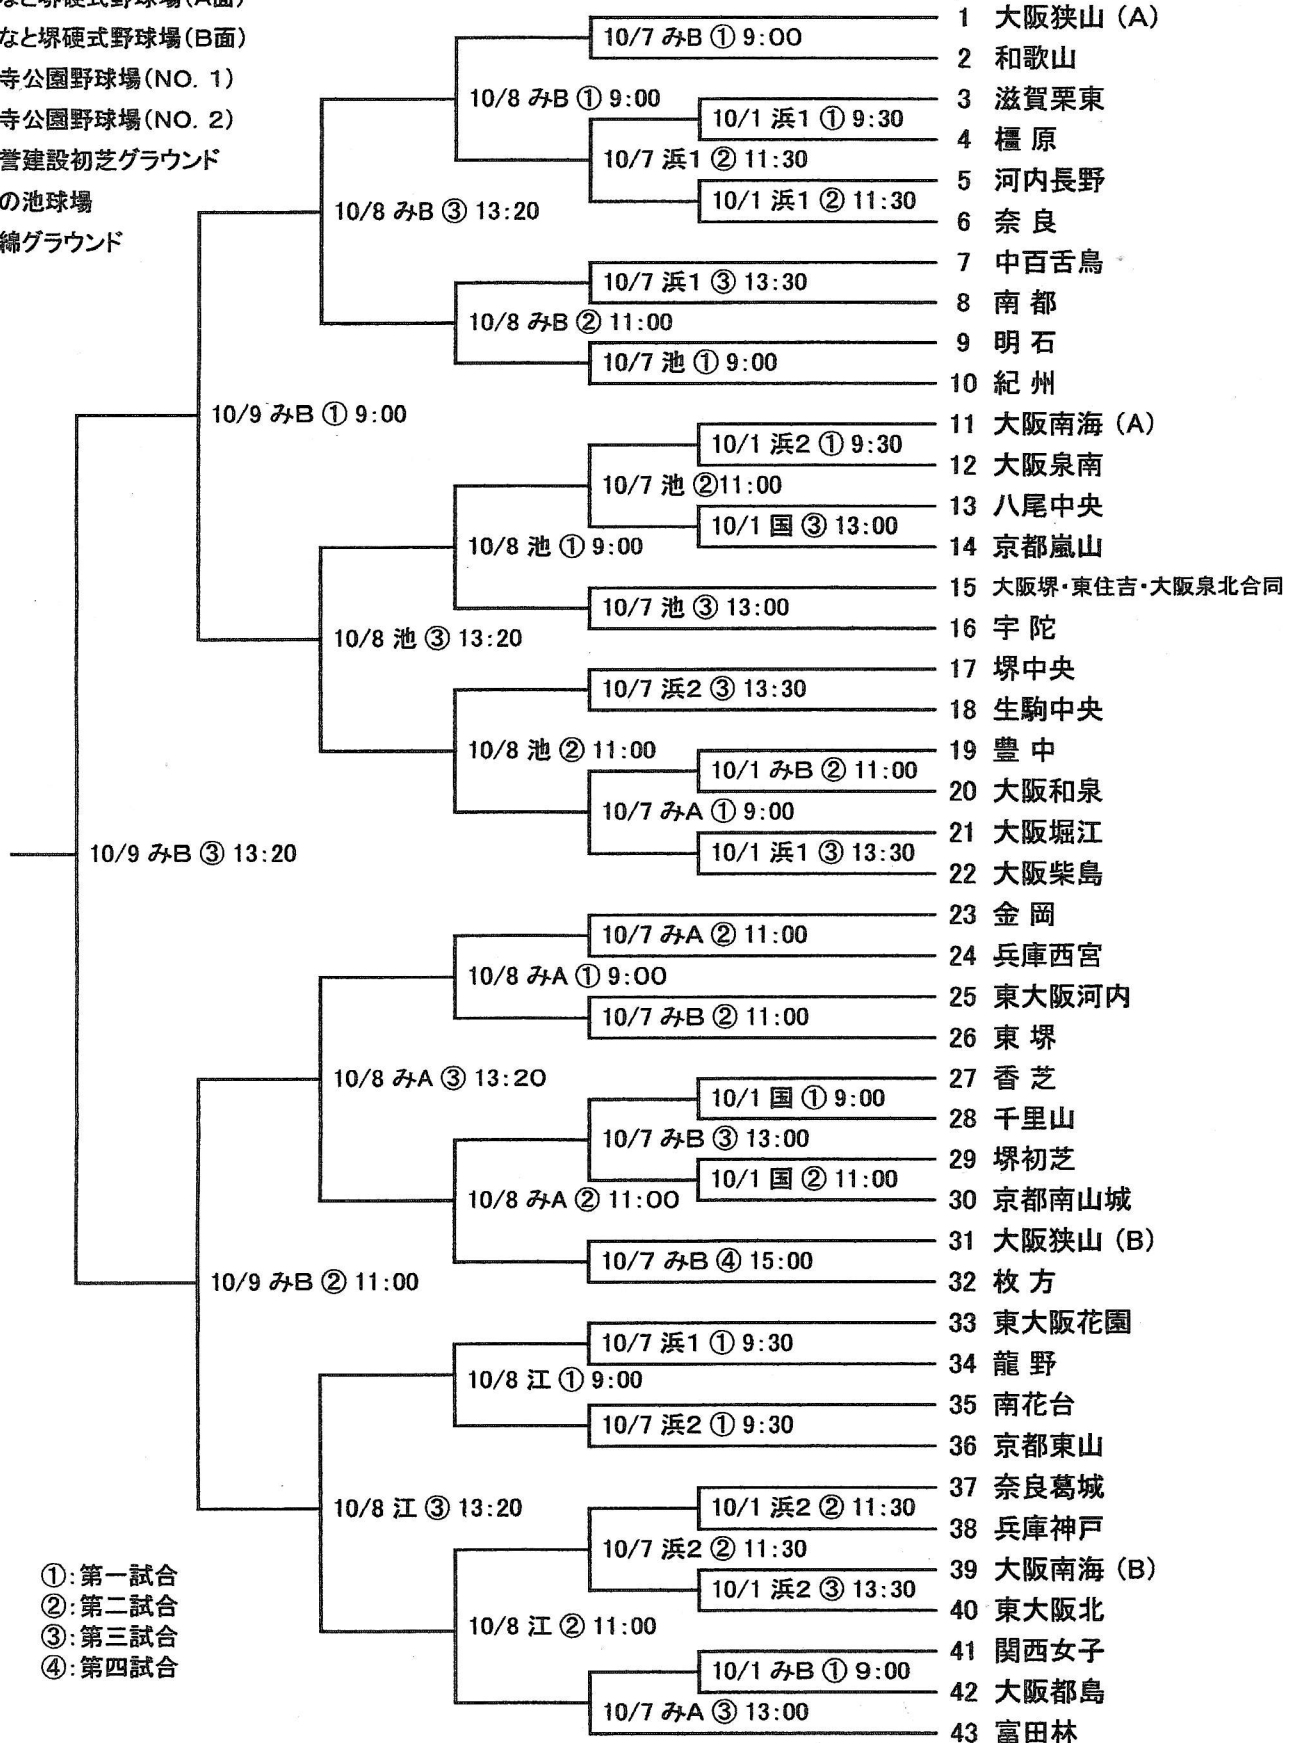 なと堺硬式野球場(A面)
なと堺硬式野球場(B面)
寺公園野球場(NO. 1)
寺公園野球場(NO. 2)
営建設初芝グラウンド
の池球場
綿グラウンド
1 大阪狭山 (A)
10/7 みB ① 9:00
2 和歌山
10/8 みB ① 9:00
3 滋賀栗東
10/1 浜1 ① 9:30
4 橿 原
10/7 浜1 ② 11:30
5 河内長野
10/1 浜1 ② 11:30
6 奈 良
10/8 みB ③ 13:20
7 中百舌鳥
10/7 浜1 ③ 13:30
8 南 都
10/8 みB ② 11:00
9 明 石
10/7 池 ① 9:00
10 紀 州
10/9 みB ① 9:00
11 大阪南海 (A)
10/1 浜2 ① 9:30
12 大阪泉南
10/7 池 ②11:00
13 八尾中央
10/1 国 ③ 13:00
14 京都嵐山
10/8 池 ① 9:00
15 大阪堺・東住吉・大阪泉北合同
10/7 池 ③ 13:00
16 宇 陀
10/8 池 ③ 13:20
17 堺中央
10/7 浜2 ③ 13:30
18 生駒中央
10/8 池 ② 11:00
19 豊 中
10/1 みB ② 11:00
20 大阪和泉
10/7 みA ① 9:00
21 大阪堀江
10/1 浜1 ③ 13:30
22 大阪柴島
10/9 みB ③ 13:20
23 金 岡
10/7 みA ② 11:00
24 兵庫西宮
10/8 みA ① 9:00
25 東大阪河内
10/7 みB ② 11:00
26 東 堺
10/8 みA ③ 13:20
27 香 芝
10/1 国 ① 9:00
28 千里山
10/7 みB ③ 13:00
29 堺初芝
10/1 国 ② 11:00
30 京都南山城
10/8 みA ② 11:00
31 大阪狭山 (B)
10/7 みB ④ 15:00
32 枚 方
10/9 みB ② 11:00
33 東大阪花園
10/7 浜1 ① 9:30
34 龍 野
10/8 江 ① 9:00
35 南花台
10/7 浜2 ① 9:30
36 京都東山
10/8 江 ③ 13:20
37 奈良葛城
10/1 浜2 ② 11:30
38 兵庫神戸
10/7 浜2 ② 11:30
39 大阪南海 (B)
10/1 浜2 ③ 13:30
40 東大阪北
10/8 江 ② 11:00
41 関西女子
10/1 みB ① 9:00
42 大阪都島
10/7 みA ③ 13:00
43 富田林
①:第一試合
②:第二試合
③:第三試合
④:第四試合